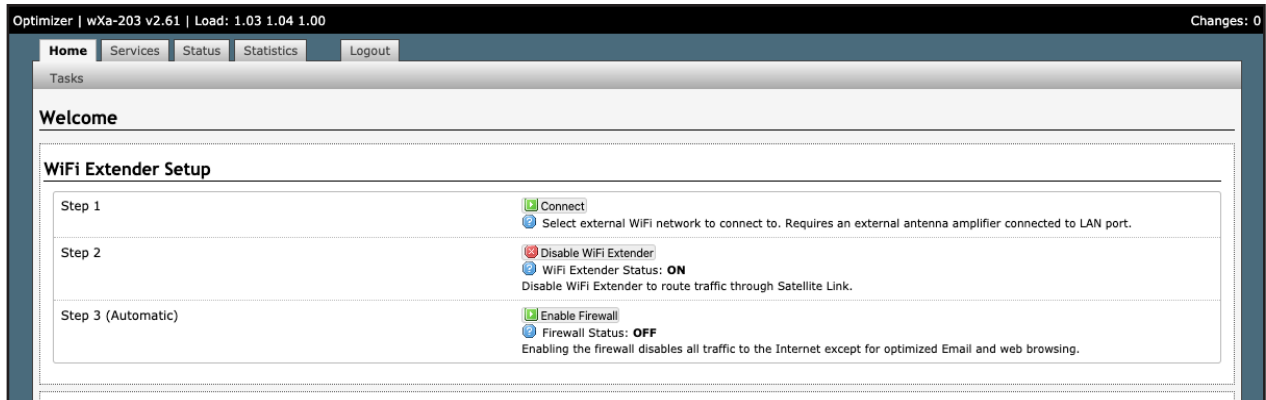 Optimizer | wXa-203 v2.61 | Load: 1.03 1.04 1.00 Changes: 0
Home Services Status Statistics Logout
Tasks
Welcome
WiFi Extender Setup
Step 1
Connect
Select external WiFi network to connect to. Requires an external antenna amplifier connected to LAN port.
Step 2
Disable WiFi Extender
WiFi Extender Status: ON
Disable WiFi Extender to route traffic through Satellite Link.
Step 3 (Automatic)
Enable Firewall
Firewall Status: OFF
Enabling the firewall disables all traffic to the Internet except for optimized Email and web browsing.